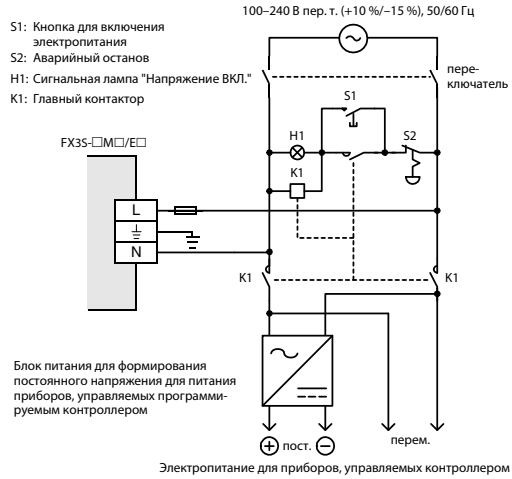 100–240 В пер. т. (+10 %/–15 %), 50/60 Гц
S1: Кнопка для включения
электропитания
S2: Аварийный останов
H1: Сигнальная лампа "Напряжение ВКЛ."
K1: Главный контактор
пере-
ключатель
S1
H1
S2
K1
FX3S-□M□/E□
L
N
K1
K1
Блок питания для формирования
постоянного напряжения для питания
приборов, управляемых программи-
руемым контроллером
+ пост. –
перем.
Электропитание для приборов, управляемых контроллером